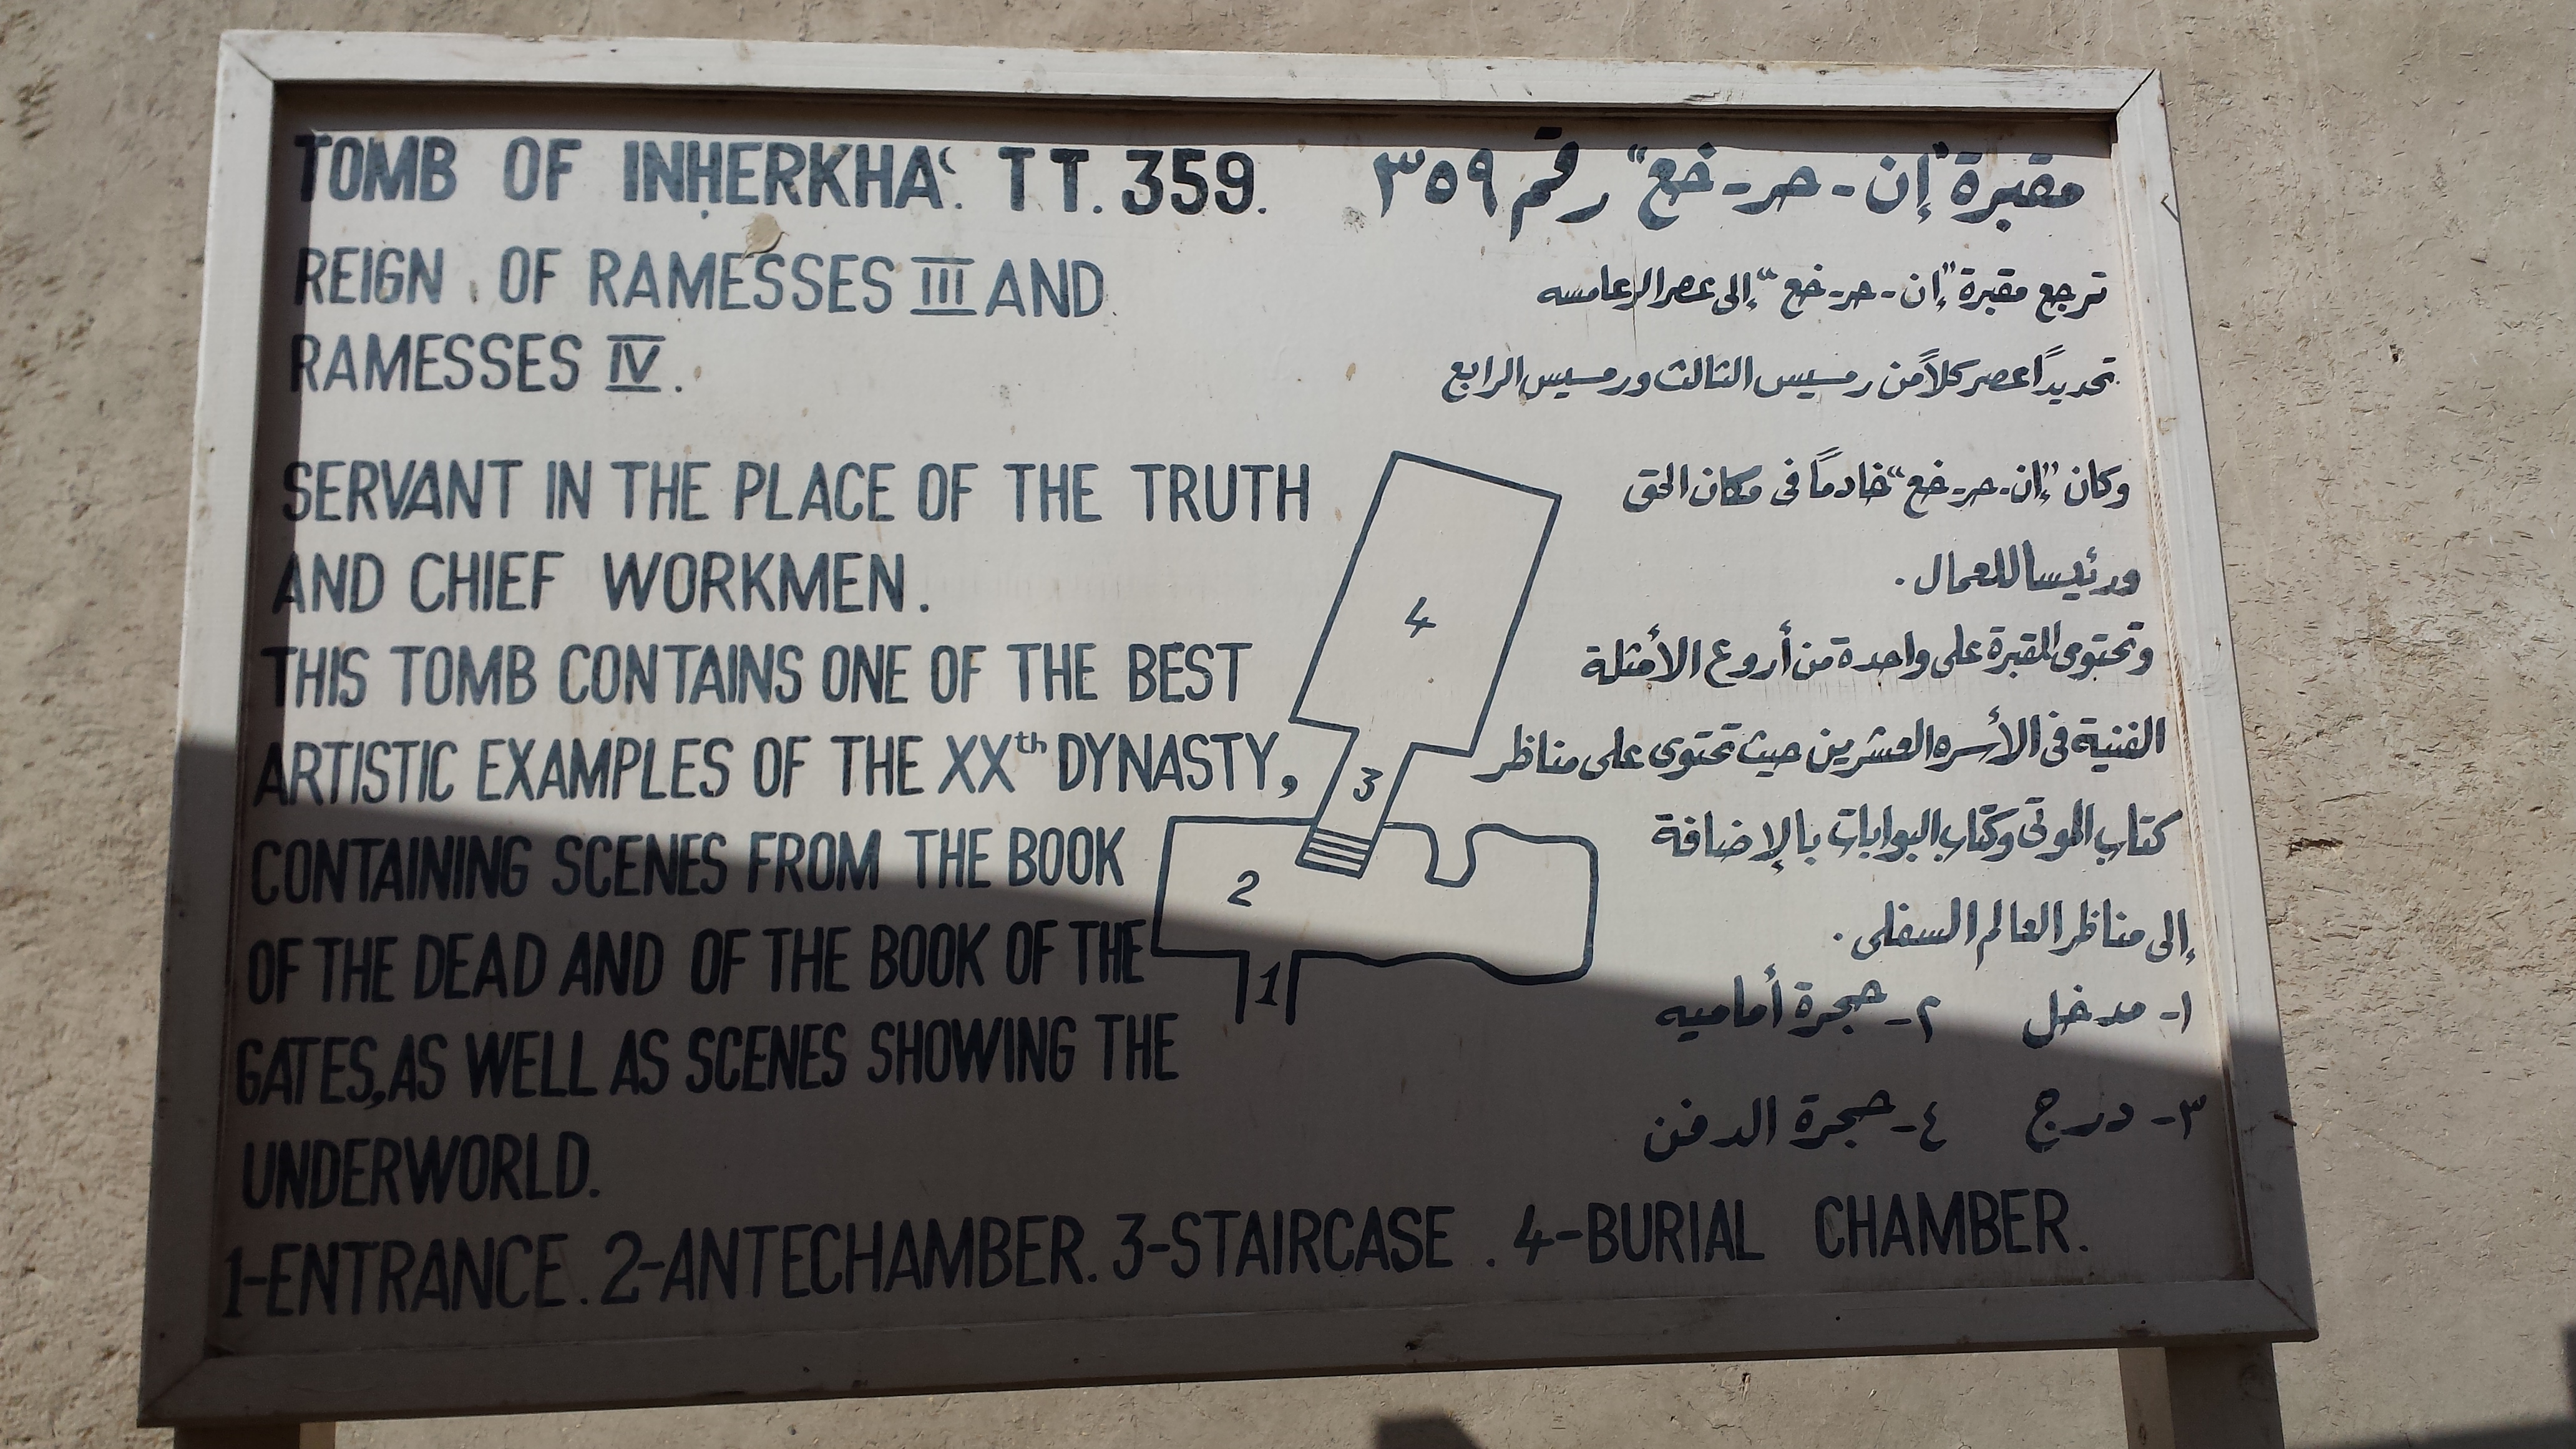 TOMB OF INHERKHAʿ. TT. 359.
REIGN OF RAMESSES III AND
RAMESSES IV.
SERVANT IN THE PLACE OF THE TRUTH
AND CHIEF WORKMEN.
THIS TOMB CONTAINS ONE OF THE BEST
ARTISTIC EXAMPLES OF THE XXth DYNASTY,
CONTAINING SCENES FROM THE BOOK
OF THE DEAD AND OF THE BOOK OF THE
GATES, AS WELL AS SCENES SHOWING THE
UNDERWORLD.
مقبرة "إن - حر - خع" رقم ٣٥٩
ترجع مقبرة "إن - حر - خع" إلى عصر الرعامسه
تحديداً عصر كلاً من رمسيس الثالث ورمسيس الرابع
وكان "إن - حر - خع" خادماً فى مكان الحق
ورئيسا للعمال .
وتحتوى المقبرة على واحدة من أروع الأمثلة
الفنية فى الأسره العشرين حيث تحتوى على مناظر
كتاب الموتى وكتاب البوابات بالإضافة
إلى مناظر العالم السفلى .
١- مدخل ٢- حجرة أماميه
٣- درج ٤- حجرة الدفن
4
3
2
1
1-ENTRANCE. 2-ANTECHAMBER. 3-STAIRCASE . 4-BURIAL CHAMBER.